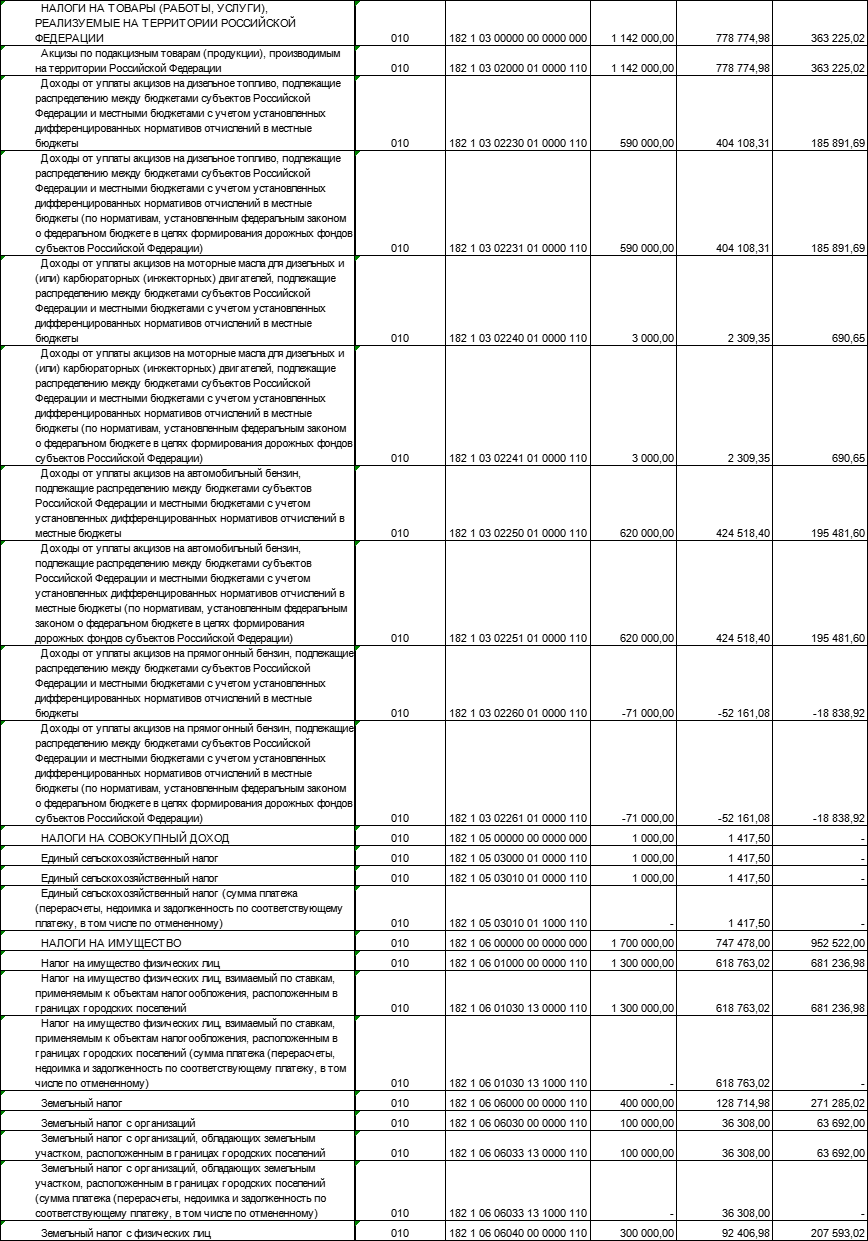 НАЛОГИ НА ТОВАРЫ (РАБОТЫ, УСЛУГИ),
РЕАЛИЗУЕМЫЕ НА ТЕРРИТОРИИ РОССИЙСКОЙ
ФЕДЕРАЦИИ 010 182 1 03 00000 00 0000 000 1 142 000,00 778 774,98 363 225,02
Акцизы по подакцизным товарам (продукции), производимым
на территории Российской Федерации 010 182 1 03 02000 01 0000 110 1 142 000,00 778 774,98 363 225,02
Доходы от уплаты акцизов на дизельное топливо, подлежащие
распределению между бюджетами субъектов Российской
Федерации и местными бюджетами с учетом установленных
дифференцированных нормативов отчислений в местные
бюджеты 010 182 1 03 02230 01 0000 110 590 000,00 404 108,31 185 891,69
Доходы от уплаты акцизов на дизельное топливо, подлежащие
распределению между бюджетами субъектов Российской
Федерации и местными бюджетами с учетом установленных
дифференцированных нормативов отчислений в местные
бюджеты (по нормативам, установленным федеральным законом
о федеральном бюджете в целях формирования дорожных фондов
субъектов Российской Федерации) 010 182 1 03 02231 01 0000 110 590 000,00 404 108,31 185 891,69
Доходы от уплаты акцизов на моторные масла для дизельных и
(или) карбюраторных (инжекторных) двигателей, подлежащие
распределению между бюджетами субъектов Российской
Федерации и местными бюджетами с учетом установленных
дифференцированных нормативов отчислений в местные
бюджеты 010 182 1 03 02240 01 0000 110 3 000,00 2 309,35 690,65
Доходы от уплаты акцизов на моторные масла для дизельных и
(или) карбюраторных (инжекторных) двигателей, подлежащие
распределению между бюджетами субъектов Российской
Федерации и местными бюджетами с учетом установленных
дифференцированных нормативов отчислений в местные
бюджеты (по нормативам, установленным федеральным законом
о федеральном бюджете в целях формирования дорожных фондов
субъектов Российской Федерации) 010 182 1 03 02241 01 0000 110 3 000,00 2 309,35 690,65
Доходы от уплаты акцизов на автомобильный бензин,
подлежащие распределению между бюджетами субъектов
Российской Федерации и местными бюджетами с учетом
установленных дифференцированных нормативов отчислений в
местные бюджеты 010 182 1 03 02250 01 0000 110 620 000,00 424 518,40 195 481,60
Доходы от уплаты акцизов на автомобильный бензин,
подлежащие распределению между бюджетами субъектов
Российской Федерации и местными бюджетами с учетом
установленных дифференцированных нормативов отчислений в
местные бюджеты (по нормативам, установленным федеральным
законом о федеральном бюджете в целях формирования
дорожных фондов субъектов Российской Федерации) 010 182 1 03 02251 01 0000 110 620 000,00 424 518,40 195 481,60
Доходы от уплаты акцизов на прямогонный бензин, подлежащие
распределению между бюджетами субъектов Российской
Федерации и местными бюджетами с учетом установленных
дифференцированных нормативов отчислений в местные
бюджеты 010 182 1 03 02260 01 0000 110 -71 000,00 -52 161,08 -18 838,92
Доходы от уплаты акцизов на прямогонный бензин, подлежащие
распределению между бюджетами субъектов Российской
Федерации и местными бюджетами с учетом установленных
дифференцированных нормативов отчислений в местные
бюджеты (по нормативам, установленным федеральным законом
о федеральном бюджете в целях формирования дорожных фондов
субъектов Российской Федерации) 010 182 1 03 02261 01 0000 110 -71 000,00 -52 161,08 -18 838,92
НАЛОГИ НА СОВОКУПНЫЙ ДОХОД 010 182 1 05 00000 00 0000 000 1 000,00 1 417,50 -
Единый сельскохозяйственный налог 010 182 1 05 03000 01 0000 110 1 000,00 1 417,50 -
Единый сельскохозяйственный налог 010 182 1 05 03010 01 0000 110 1 000,00 1 417,50 -
Единый сельскохозяйственный налог (сумма платежа
(перерасчеты, недоимка и задолженность по соответствующему
платежу, в том числе по отмененному) 010 182 1 05 03010 01 1000 110 - 1 417,50 -
НАЛОГИ НА ИМУЩЕСТВО 010 182 1 06 00000 00 0000 000 1 700 000,00 747 478,00 952 522,00
Налог на имущество физических лиц 010 182 1 06 01000 00 0000 110 1 300 000,00 618 763,02 681 236,98
Налог на имущество физических лиц, взимаемый по ставкам,
применяемым к объектам налогообложения, расположенным в
границах городских поселений 010 182 1 06 01030 13 0000 110 1 300 000,00 618 763,02 681 236,98
Налог на имущество физических лиц, взимаемый по ставкам,
применяемым к объектам налогообложения, расположенным в
границах городских поселений (сумма платежа (перерасчеты,
недоимка и задолженность по соответствующему платежу, в том
числе по отмененному) 010 182 1 06 01030 13 1000 110 - 618 763,02 -
Земельный налог 010 182 1 06 06000 00 0000 110 400 000,00 128 714,98 271 285,02
Земельный налог с организаций 010 182 1 06 06030 00 0000 110 100 000,00 36 308,00 63 692,00
Земельный налог с организаций, обладающих земельным
участком, расположенным в границах городских поселений 010 182 1 06 06033 13 0000 110 100 000,00 36 308,00 63 692,00
Земельный налог с организаций, обладающих земельным
участком, расположенным в границах городских поселений
(сумма платежа (перерасчеты, недоимка и задолженность по
соответствующему платежу, в том числе по отмененному) 010 182 1 06 06033 13 1000 110 - 36 308,00 -
Земельный налог с физических лиц 010 182 1 06 06040 00 0000 110 300 000,00 92 406,98 207 593,02